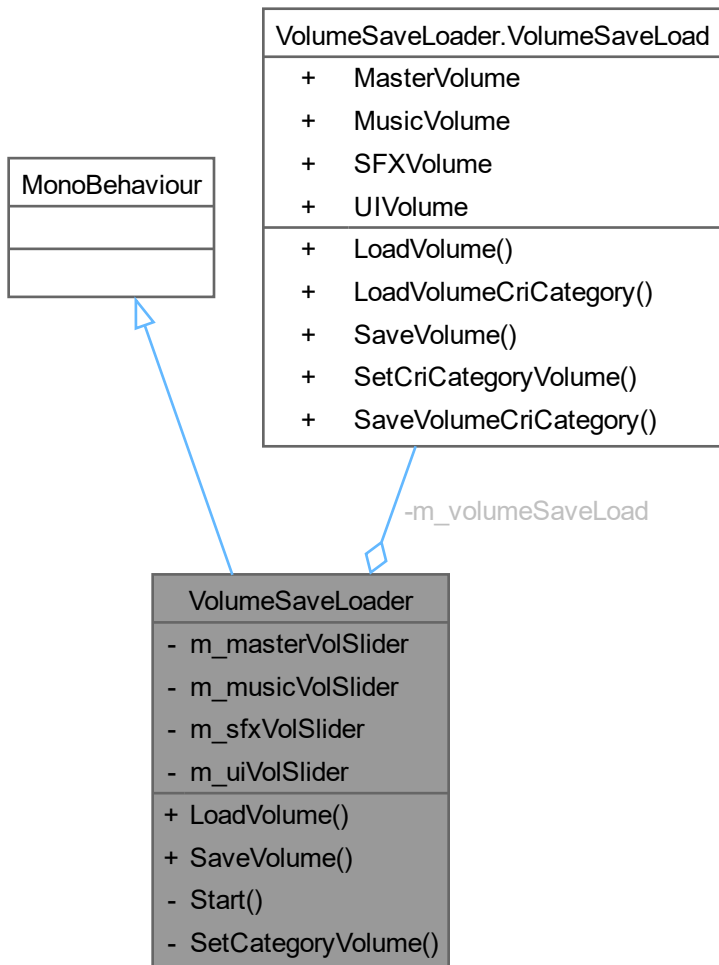 VolumeSaveLoader.VolumeSaveLoad
+ MasterVolume
+ MusicVolume
+ SFXVolume
+ UIVolume
+ LoadVolume()
+ LoadVolumeCriCategory()
+ SaveVolume()
+ SetCriCategoryVolume()
+ SaveVolumeCriCategory()
MonoBehaviour
-m_volumeSaveLoad
VolumeSaveLoader
- m_masterVolSlider
- m_musicVolSlider
- m_sfxVolSlider
- m_uiVolSlider
+ LoadVolume()
+ SaveVolume()
- Start()
- SetCategoryVolume()